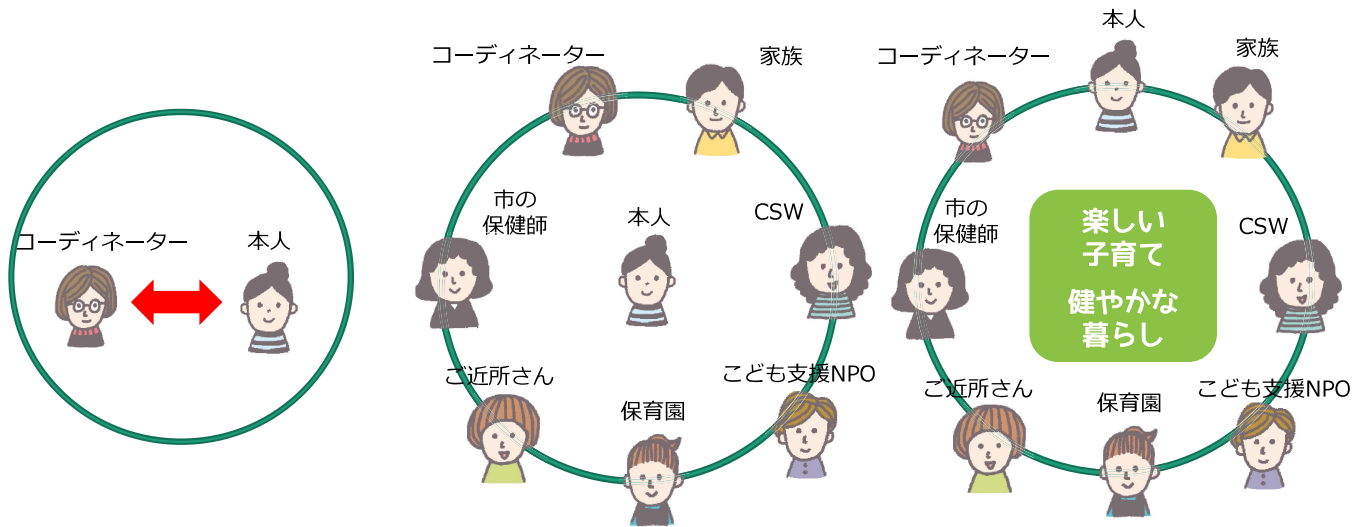 コーディネーター
本人
コーディネーター
家族
市の
保健師
本人
CSW
ご近所さん
保育園
こども支援NPO
コーディネーター
本人
家族
市の
保健師
楽しい
子育て
健やかな
暮らし
CSW
ご近所さん
保育園
こども支援NPO